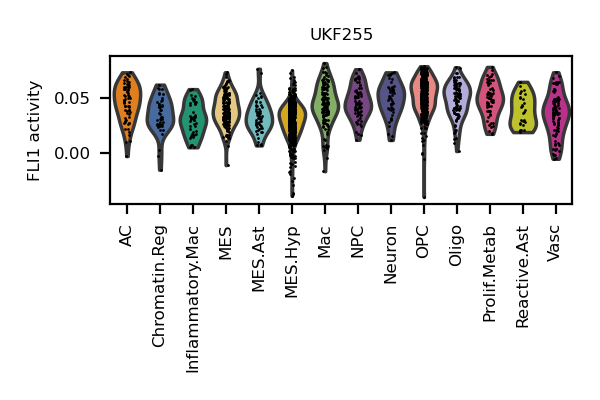 UKF255
FLI1 activity
0.05
0.00
AC
Chromatin.Reg
Inflammatory.Mac
MES
MES.Ast
MES.Hyp
Mac
NPC
Neuron
OPC
Oligo
Prolif.Metab
Reactive.Ast
Vasc